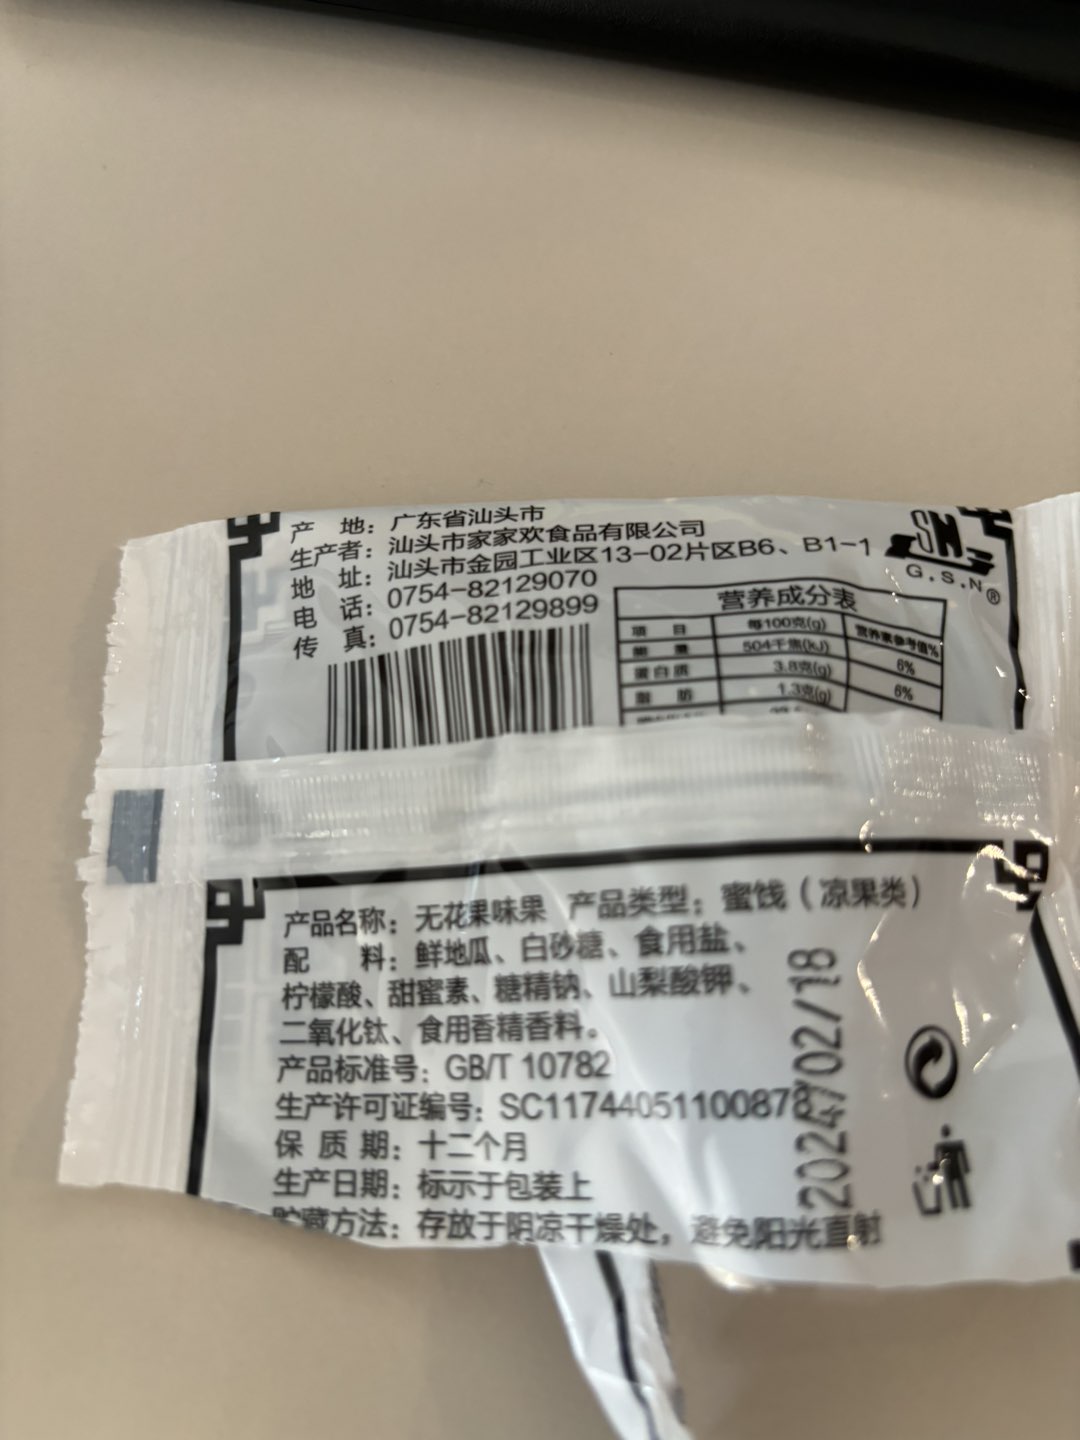 产 地：广东省汕头市
生产者：汕头市家家欢食品有限公司
地 址：汕头市金园工业区13-02片区B6、B1-1
电 话：0754-82129070
传 真：0754-82129899
SN
G.S.N®
营养成分表
项 目 每100克(g) 营养素参考值%
能 量 504千焦(kJ) 6%
蛋白质 3.8克(g) 6%
脂 肪 1.3克(g)
产品名称：无花果味果 产品类型：蜜饯（凉果类）
配 料：鲜地瓜、白砂糖、食用盐、
柠檬酸、甜蜜素、糖精钠、山梨酸钾、
二氧化钛、食用香精香料。
产品标准号：GB/T 10782
生产许可证编号：SC11744051100878
保 质 期：十二个月
生产日期：标示于包装上
贮藏方法：存放于阴凉干燥处，避免阳光直射
2024/02/18